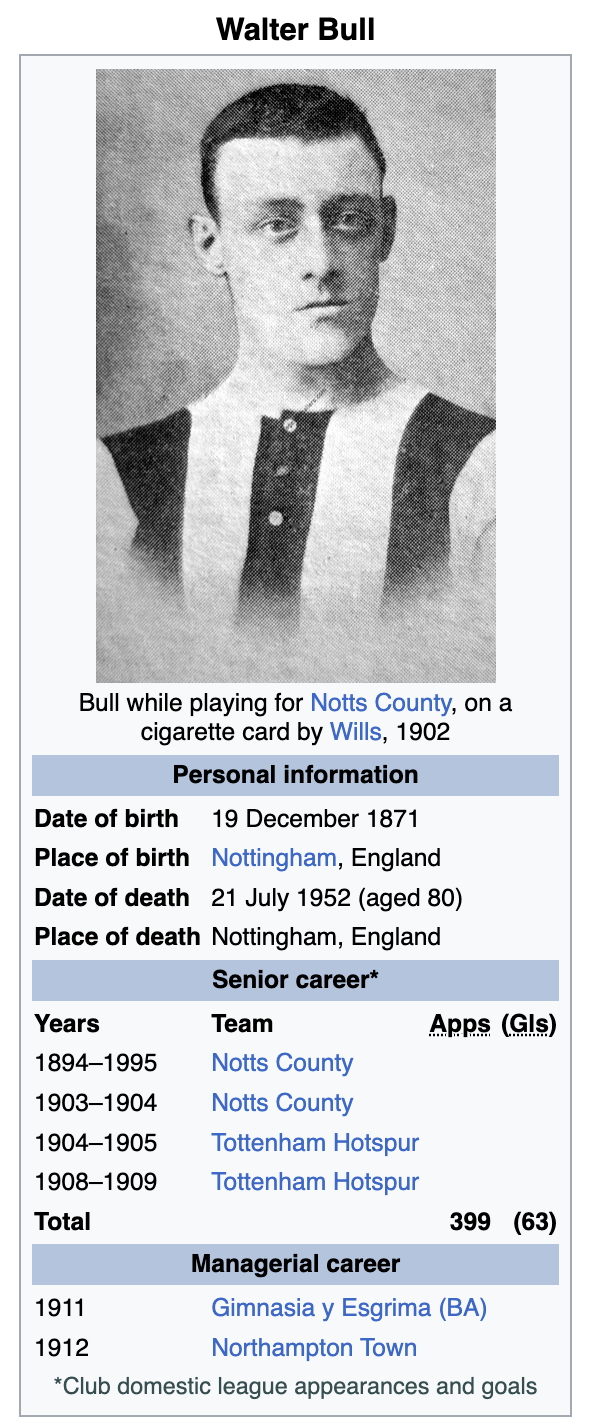 Walter Bull
Bull while playing for Notts County, on a
cigarette card by Wills, 1902
Personal information
Date of birth 19 December 1871
Place of birth Nottingham, England
Date of death 21 July 1952 (aged 80)
Place of death Nottingham, England
Senior career*
Years Team Apps (Gls)
1894–1995 Notts County
1903–1904 Notts County
1904–1905 Tottenham Hotspur
1908–1909 Tottenham Hotspur
Total 399 (63)
Managerial career
1911 Gimnasia y Esgrima (BA)
1912 Northampton Town
*Club domestic league appearances and goals